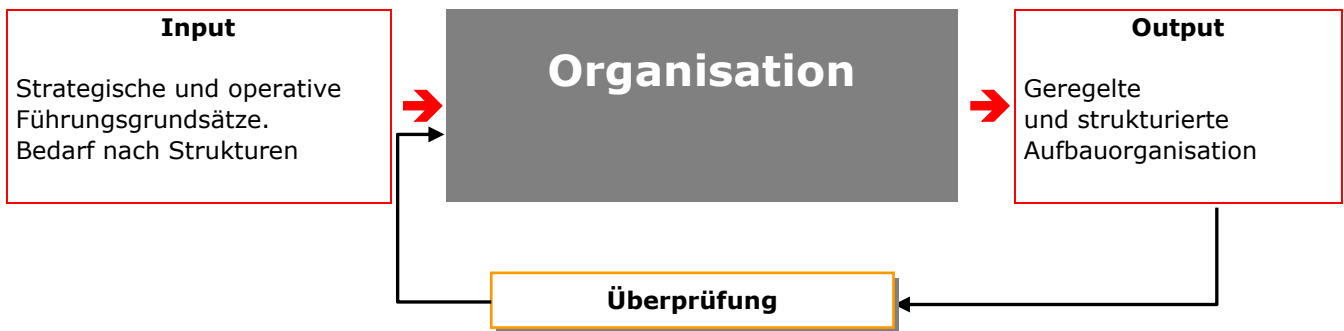 Input
Strategische und operative
Führungsgrundsätze.
Bedarf nach Strukturen
Organisation
Output
Geregelte
und strukturierte
Aufbauorganisation
Überprüfung